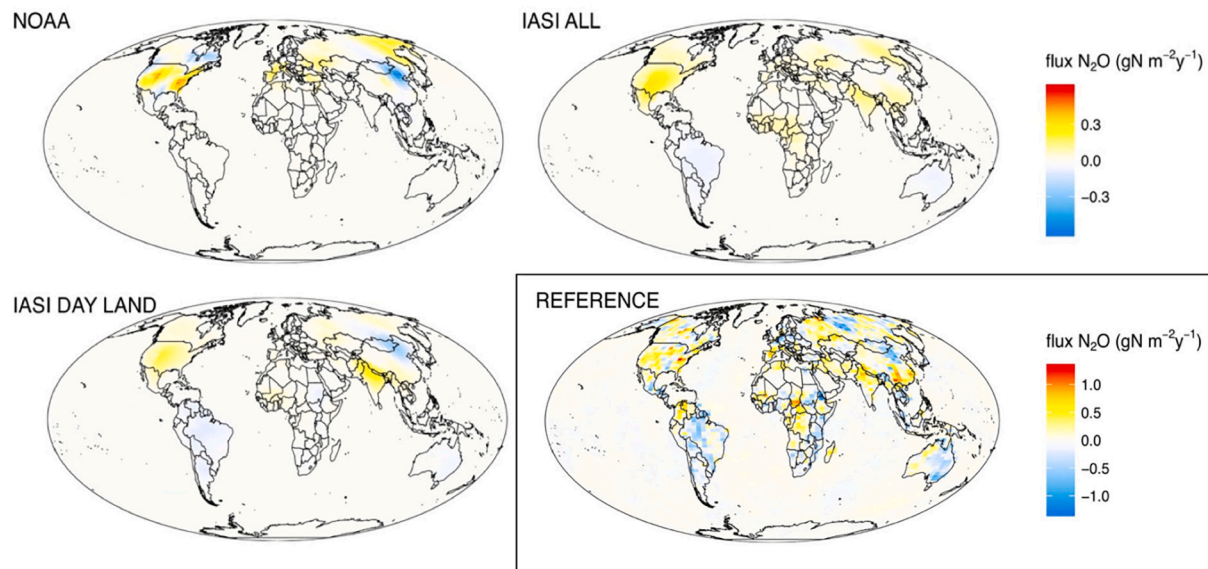 NOAA
IASI ALL
flux N₂O (gN m⁻²y⁻¹)
0.3
0.0
−0.3
IASI DAY LAND
REFERENCE
flux N₂O (gN m⁻²y⁻¹)
1.0
0.5
0.0
−0.5
−1.0